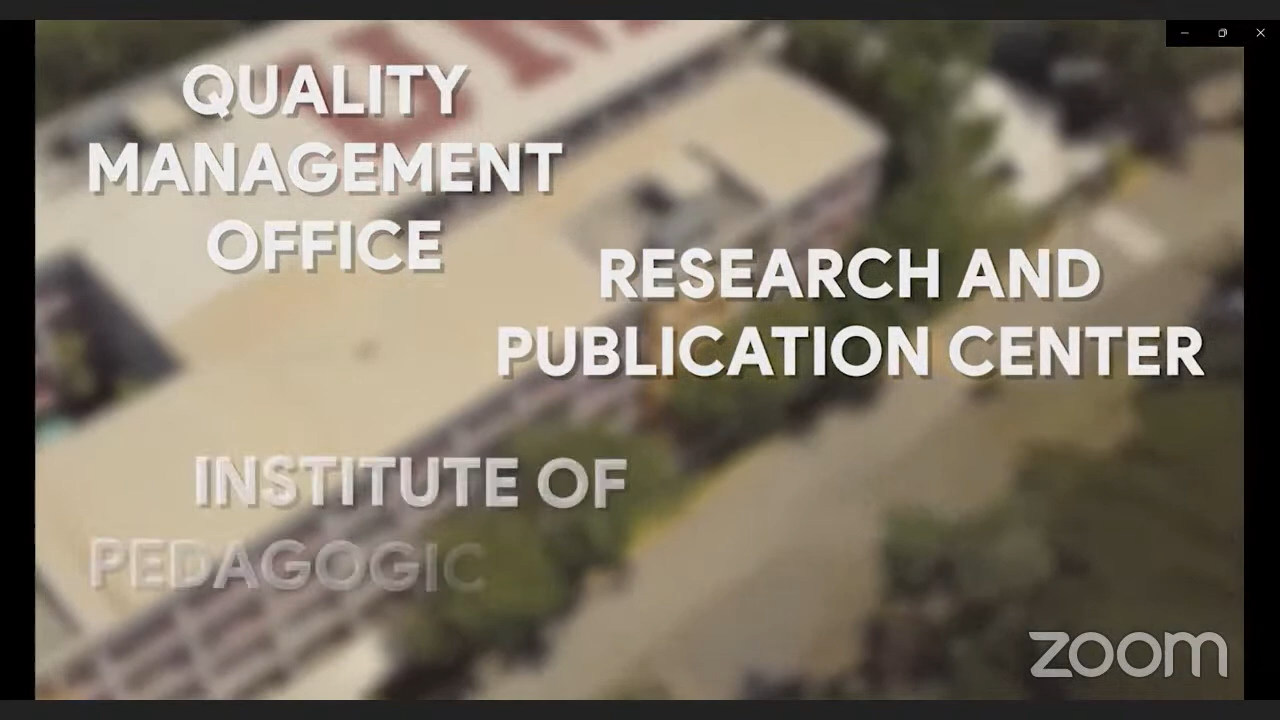 QUALITY
MANAGEMENT
OFFICE
RESEARCH AND
PUBLICATION CENTER
INSTITUTE OF
PEDAGOGIC
zoom